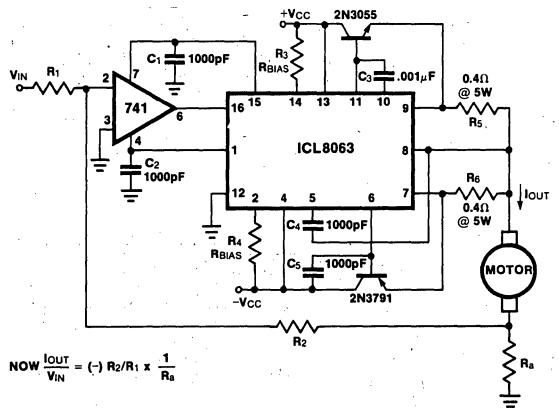 +VCC
2N3055
C1
1000pF
R3
RBIAS
C3
.001µF
VIN
R1
2
7
741
6
3
4
16
15
14
13
11
10
9
0.4Ω
@ 5W
R5
ICL8063
1
8
C2
1000pF
12
7
R6
0.4Ω
@ 5W
IOUT
2
4
5
6
C4
1000pF
R4
RBIAS
C5
1000pF
−VCC
2N3791
MOTOR
R2
Ra
NOW IOUT/VIN = (-) R2/R1 x 1/Ra